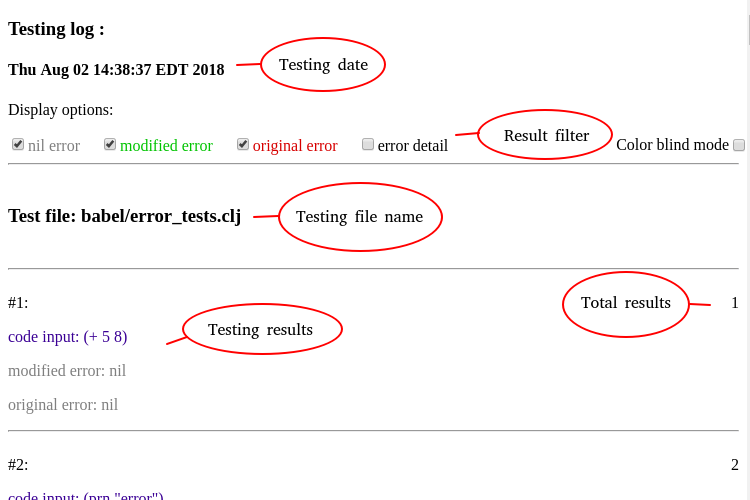 Testing log :
Thu Aug 02 14:38:37 EDT 2018
Testing date
Display options:
nil error modified error original error error detail Result filter Color blind mode
Test file: babel/error_tests.clj Testing file name
#1: Total results 1
code input: (+ 5 8) Testing results
modified error: nil
original error: nil
#2: 2
code input: (prn "error")